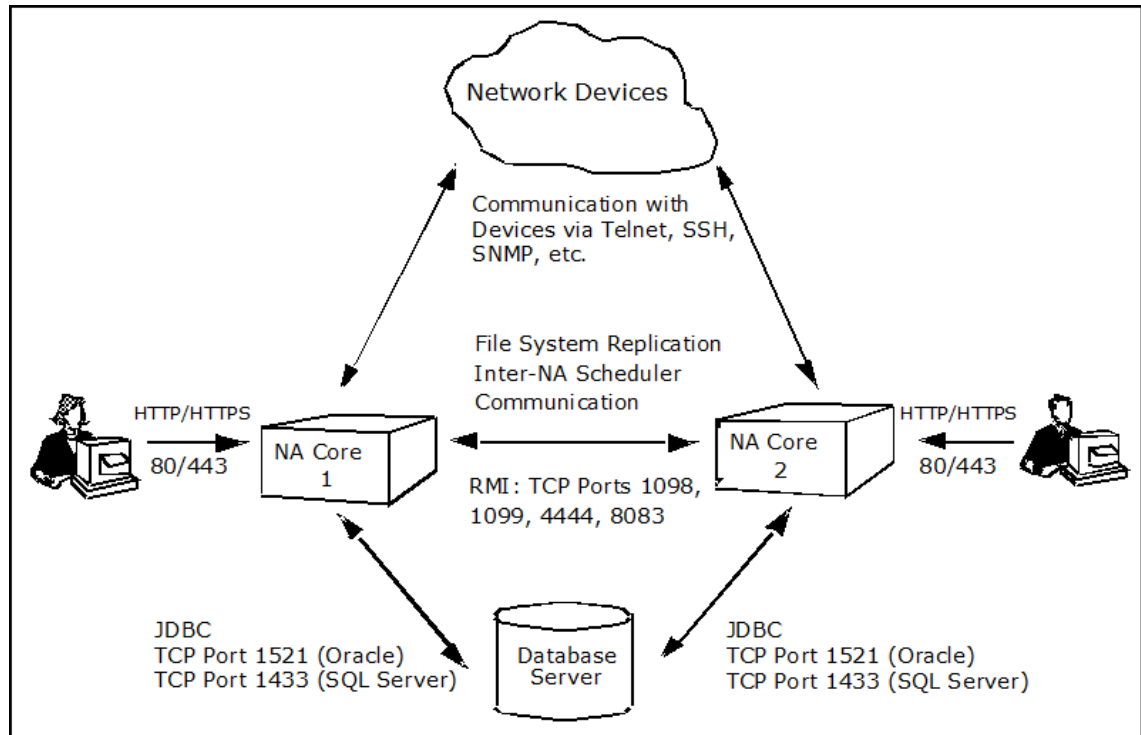 Network Devices
Communication with
Devices via Telnet, SSH,
SNMP, etc.
File System Replication
Inter-NA Scheduler
Communication
HTTP/HTTPS
80/443
NA Core
1
RMI: TCP Ports 1098,
1099, 4444, 8083
NA Core
2
HTTP/HTTPS
80/443
JDBC
TCP Port 1521 (Oracle)
TCP Port 1433 (SQL Server)
Database
Server
JDBC
TCP Port 1521 (Oracle)
TCP Port 1433 (SQL Server)